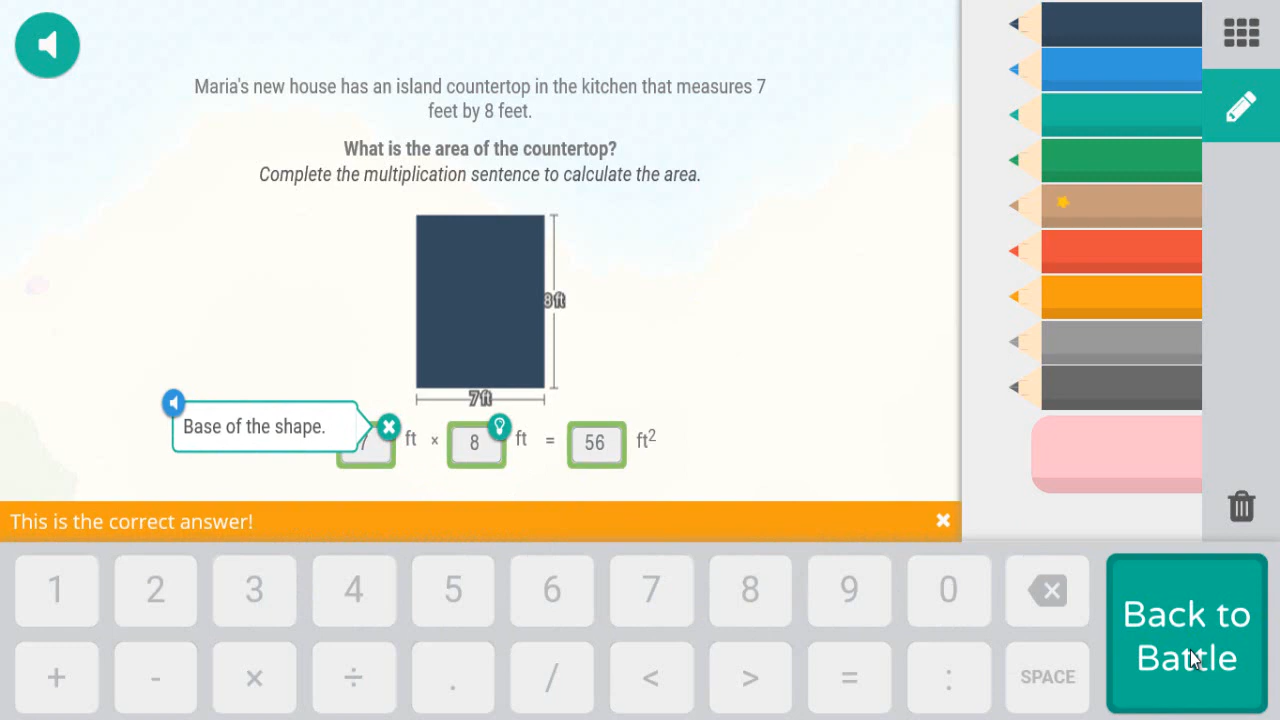 Maria's new house has an island countertop in the kitchen that measures 7
feet by 8 feet.
What is the area of the countertop?
Complete the multiplication sentence to calculate the area.
8ft
7ft
Base of the shape.
7 ft × 8 ft = 56 ft²
This is the correct answer!
1 2 3 4 5 6 7 8 9 0
+ - × ÷ . / < > = : SPACE
Back to
Battle